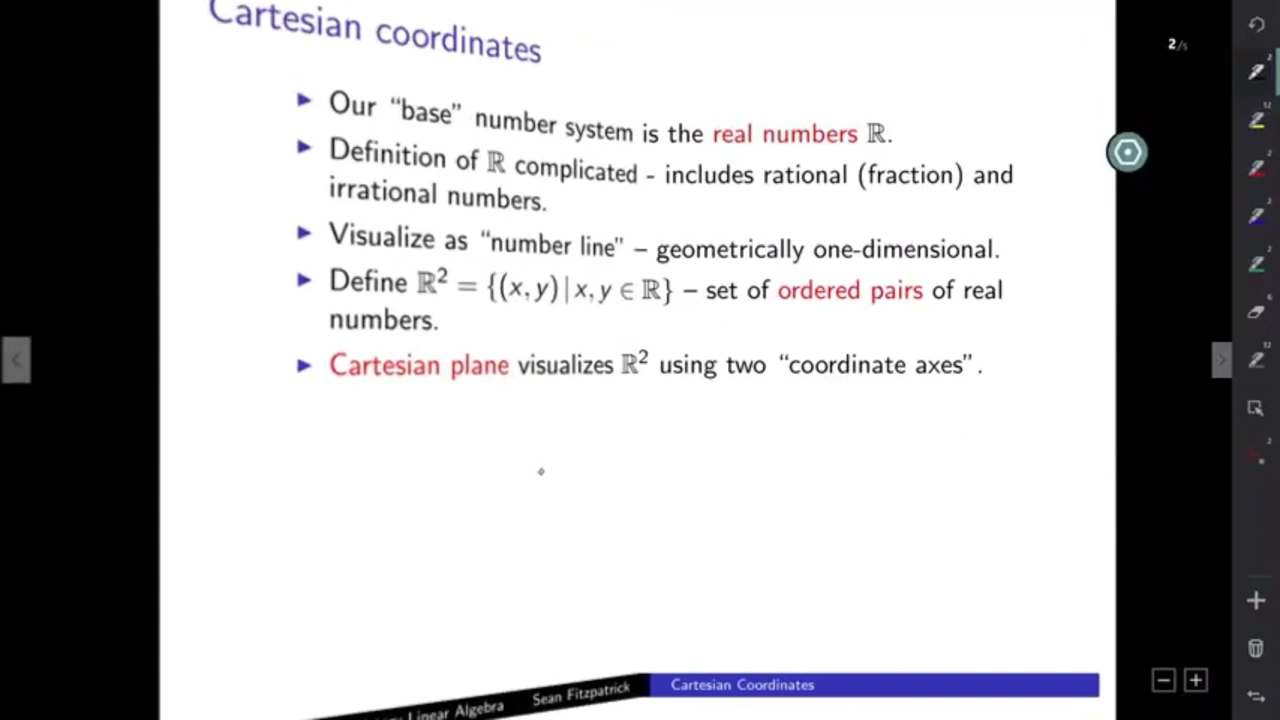 Cartesian coordinates
2/5
▶ Our “base” number system is the real numbers ℝ.
▶ Definition of ℝ complicated - includes rational (fraction) and
irrational numbers.
▶ Visualize as “number line” – geometrically one-dimensional.
▶ Define ℝ² = {(x, y) | x, y ∈ ℝ} – set of ordered pairs of real
numbers.
▶ Cartesian plane visualizes ℝ² using two “coordinate axes”.
Linear Algebra
Sean Fitzpatrick
Cartesian Coordinates